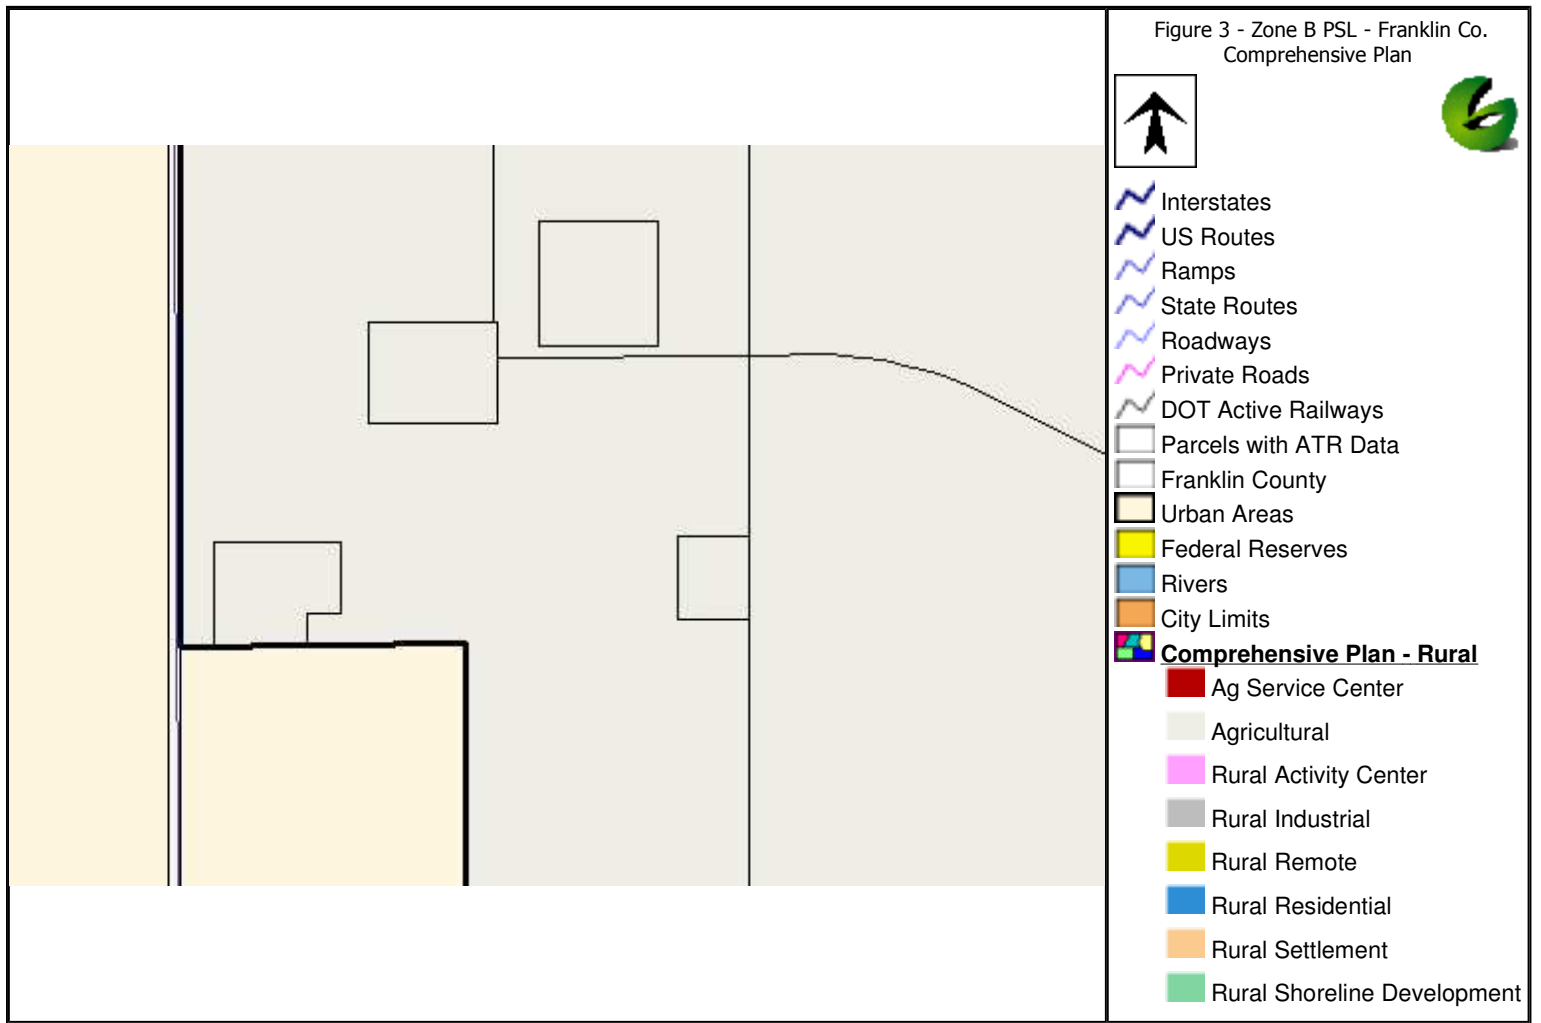 Figure 3 - Zone B PSL - Franklin Co.
Comprehensive Plan
Interstates
US Routes
Ramps
State Routes
Roadways
Private Roads
DOT Active Railways
Parcels with ATR Data
Franklin County
Urban Areas
Federal Reserves
Rivers
City Limits
Comprehensive Plan - Rural
Ag Service Center
Agricultural
Rural Activity Center
Rural Industrial
Rural Remote
Rural Residential
Rural Settlement
Rural Shoreline Development